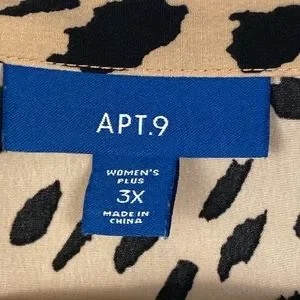 APT.9
WOMEN'S
PLUS
3X
MADE IN
CHINA